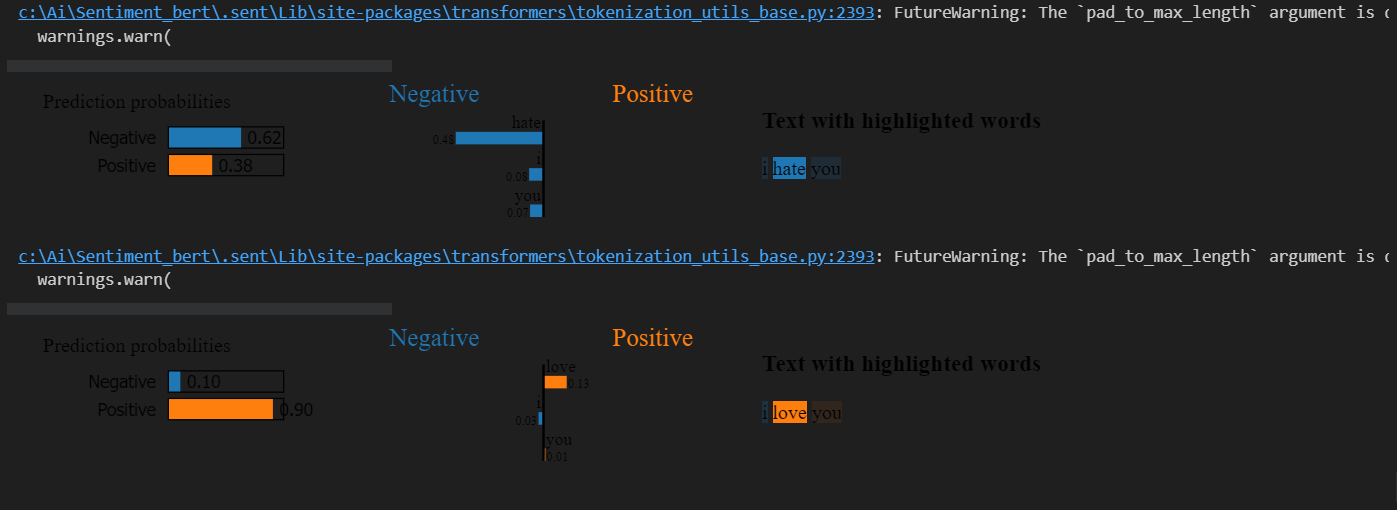 c:\Ai\Sentiment_bert\.sent\Lib\site-packages\transformers\tokenization_utils_base.py:2393: FutureWarning: The `pad_to_max_length` argument is
warnings.warn(
Prediction probabilities
Negative 0.62
Positive 0.38
Negative Positive
hate
0.48
i
0.08
you
0.07
Text with highlighted words
i hate you
c:\Ai\Sentiment_bert\.sent\Lib\site-packages\transformers\tokenization_utils_base.py:2393: FutureWarning: The `pad_to_max_length` argument is
warnings.warn(
Prediction probabilities
Negative 0.10
Positive 0.90
Negative Positive
love
0.13
i
0.03
you
0.01
Text with highlighted words
i love you